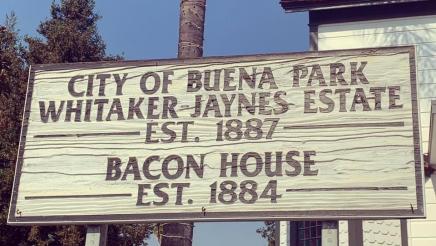 CITY OF BUENA PARK
WHITAKER-JAYNES ESTATE
EST. 1887
BACON HOUSE
EST. 1884